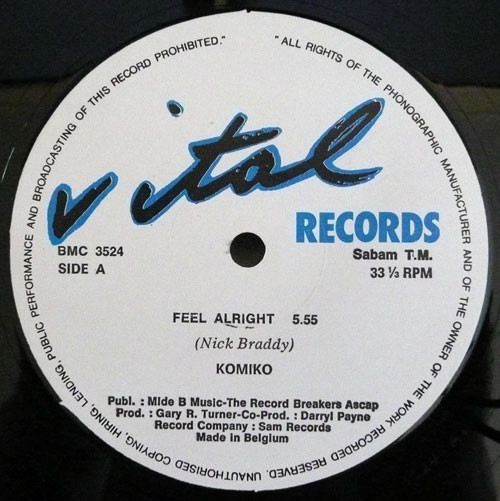 "ALL RIGHTS OF THE PHONOGRAPHIC MANUFACTURER AND OF THE OWNER OF THE WORK RECORDED RESERVED. UNAUTHORISED COPYING, HIRING, LENDING, PUBLIC PERFORMANCE AND BROADCASTING OF THIS RECORD PROHIBITED."
vital
RECORDS
BMC 3524
SIDE A
Sabam T.M.
33 ⅓ RPM
FEEL ALRIGHT 5.55
(Nick Braddy)
KOMIKO
Publ. : Mide B Music-The Record Breakers Ascap
Prod. : Gary R. Turner-Co-Prod. : Darryl Payne
Record Company : Sam Records
Made in Belgium